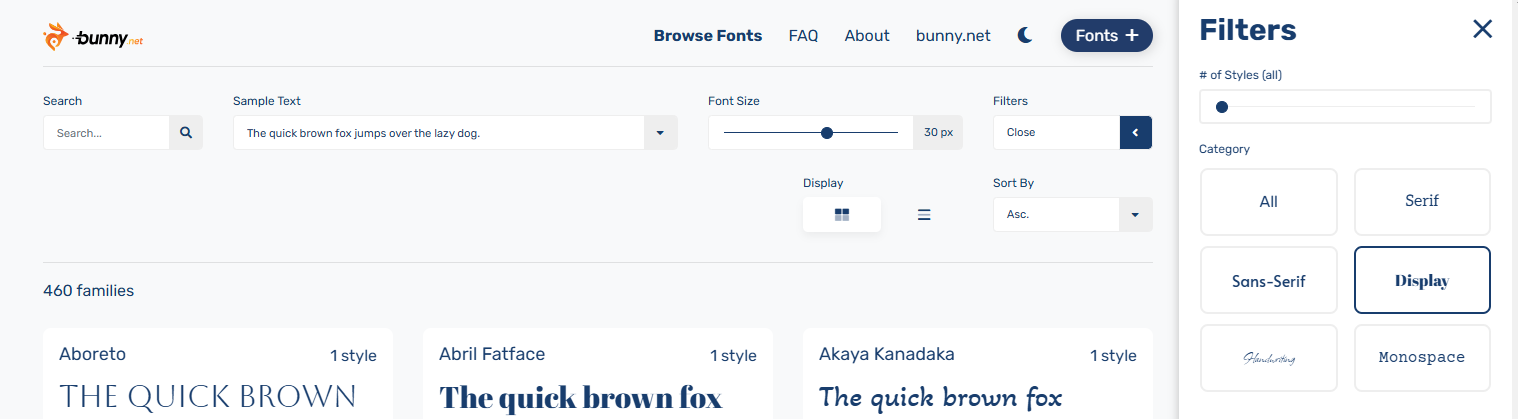 bunny.net
Browse Fonts FAQ About bunny.net Fonts +
Search
Search...
Sample Text
The quick brown fox jumps over the lazy dog.
Font Size
30 px
Filters
Close
Display
Sort By
Asc.
460 families
Aboreto 1 style
THE QUICK BROWN
Abril Fatface 1 style
The quick brown fox
Akaya Kanadaka 1 style
The quick brown fox
Filters
# of Styles (all)
Category
All
Serif
Sans-Serif
Display
Handwriting
Monospace